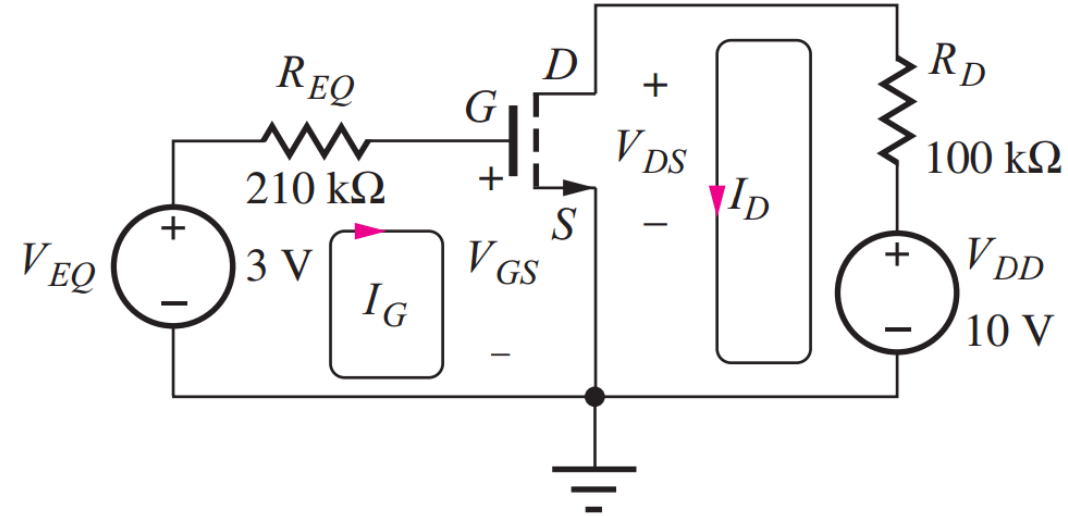 R_EQ
210 kΩ
V_EQ
+
−
3 V
I_G
G
D
S
+
V_GS
−
+
V_DS
−
I_D
R_D
100 kΩ
+
−
V_DD
10 V